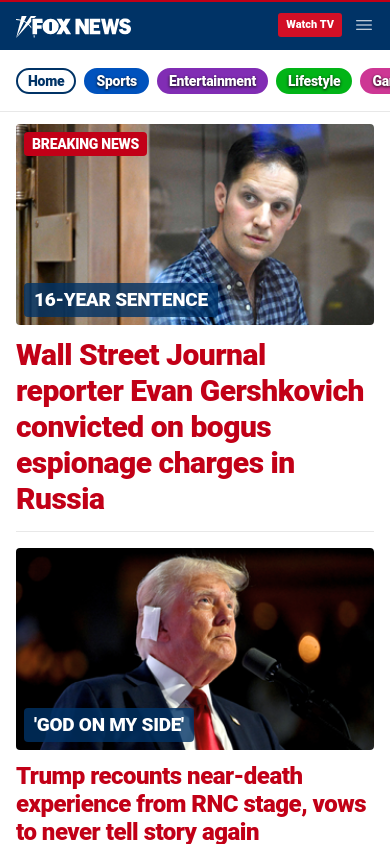 FOX NEWS
Watch TV
Home
Sports
Entertainment
Lifestyle
BREAKING NEWS
16-YEAR SENTENCE
Wall Street Journal
reporter Evan Gershkovich
convicted on bogus
espionage charges in
Russia
'GOD ON MY SIDE'
Trump recounts near-death
experience from RNC stage, vows
to never tell story again